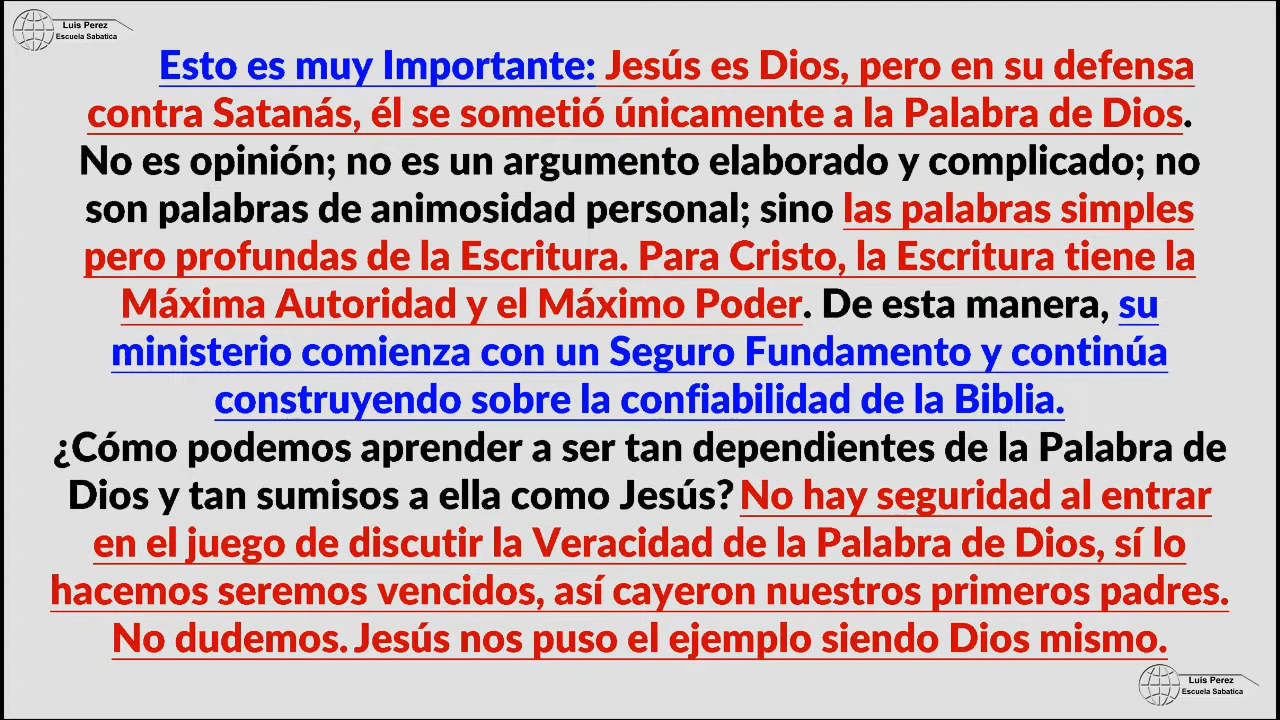 Luis Perez
Escuela Sabatica
Esto es muy Importante: Jesús es Dios, pero en su defensa
contra Satanás, él se sometió únicamente a la Palabra de Dios.
No es opinión; no es un argumento elaborado y complicado; no
son palabras de animosidad personal; sino las palabras simples
pero profundas de la Escritura. Para Cristo, la Escritura tiene la
Máxima Autoridad y el Máximo Poder. De esta manera, su
ministerio comienza con un Seguro Fundamento y continúa
construyendo sobre la confiabilidad de la Biblia.
¿Cómo podemos aprender a ser tan dependientes de la Palabra de
Dios y tan sumisos a ella como Jesús? No hay seguridad al entrar
en el juego de discutir la Veracidad de la Palabra de Dios, sí lo
hacemos seremos vencidos, así cayeron nuestros primeros padres.
No dudemos. Jesús nos puso el ejemplo siendo Dios mismo.
Luis Perez
Escuela Sabatica